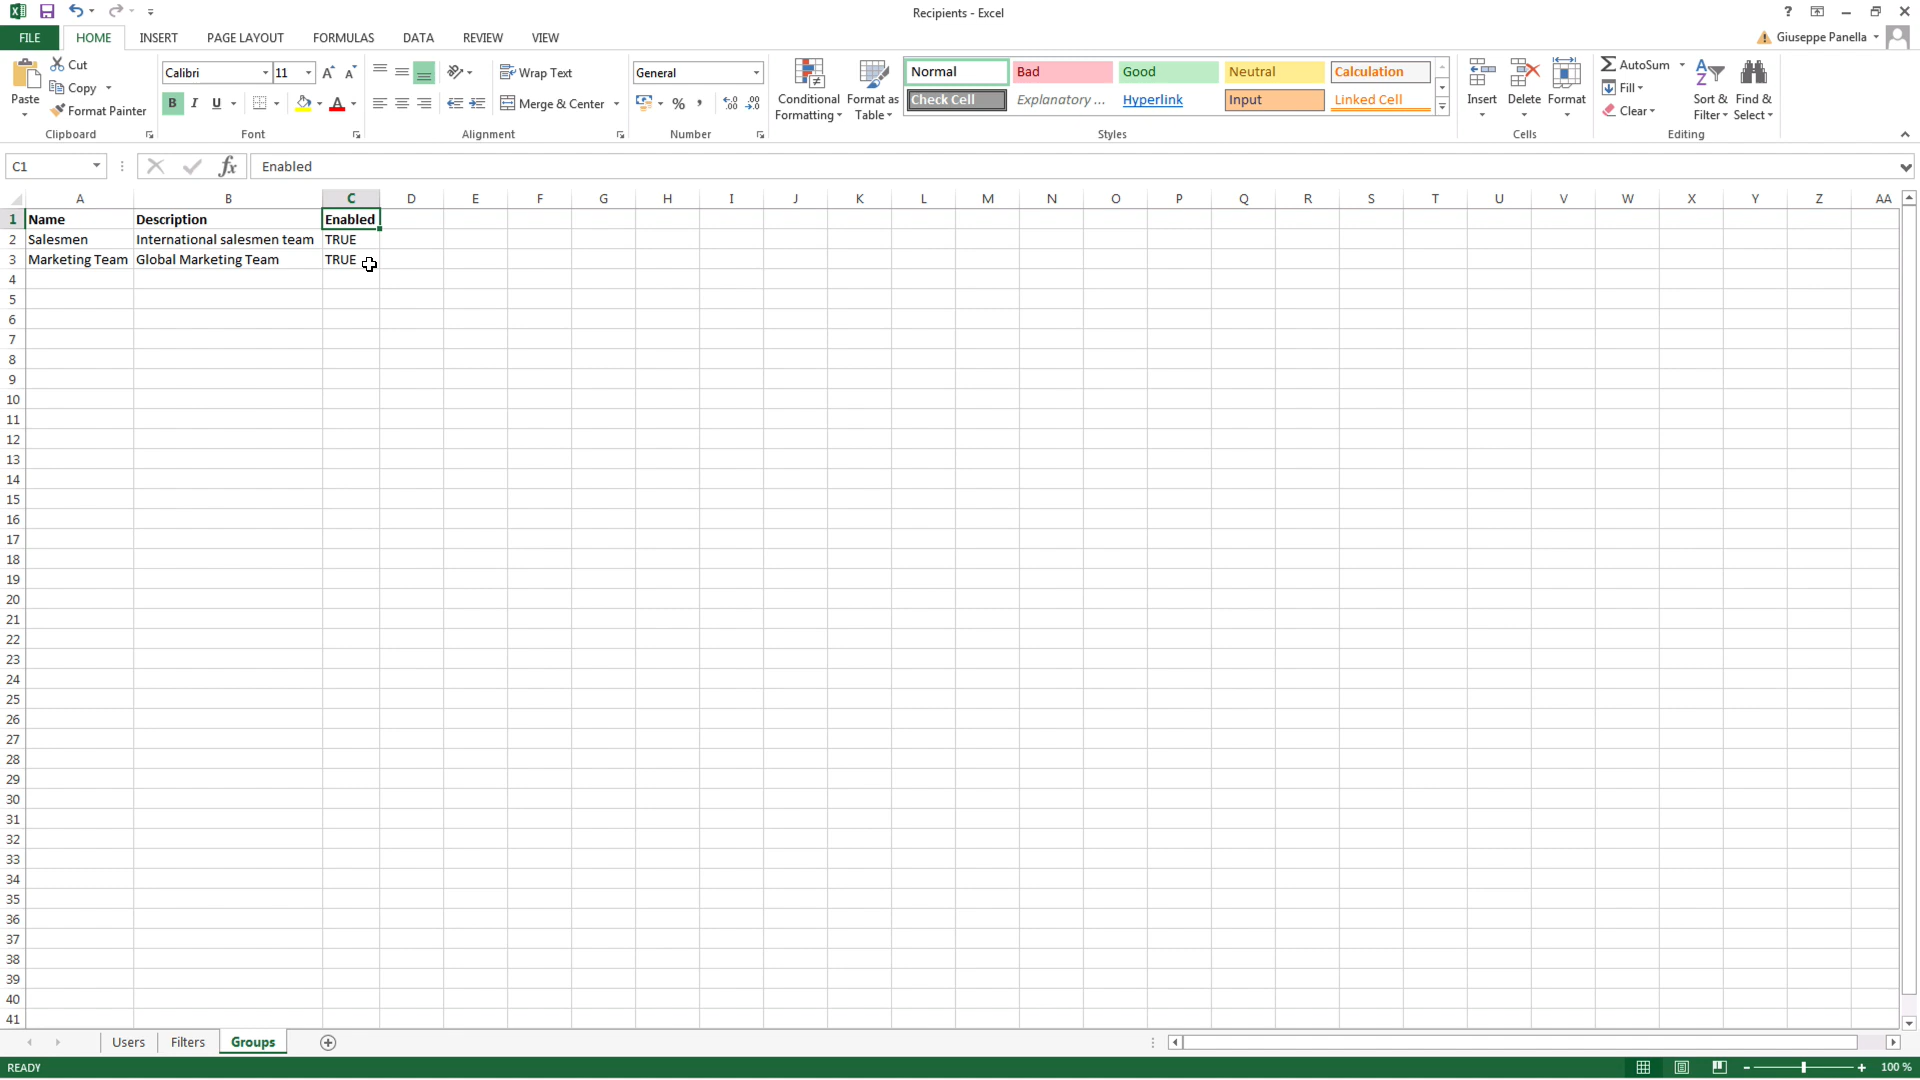 Recipients - Excel
FILE HOME INSERT PAGE LAYOUT FORMULAS DATA REVIEW VIEW
Giuseppe Panella
Paste
Cut
Copy
Format Painter
Clipboard
Calibri 11
B I U
Font
Wrap Text
Merge & Center
Alignment
General
%
Number
Conditional Formatting
Format as Table
Normal Bad Good Neutral Calculation
Check Cell Explanatory ... Hyperlink Input Linked Cell
Styles
Insert Delete Format
Cells
AutoSum
Fill
Clear
Sort & Filter
Find & Select
Editing
C1 fx Enabled
A B C D E F G H I J K L M N O P Q R S T U V W X Y Z AA
1 Name Description Enabled
2 Salesmen International salesmen team TRUE
3 Marketing Team Global Marketing Team TRUE
4
5
6
7
8
9
10
11
12
13
14
15
16
17
18
19
20
21
22
23
24
25
26
27
28
29
30
31
32
33
34
35
36
37
38
39
40
41
Users Filters Groups
READY 100 %